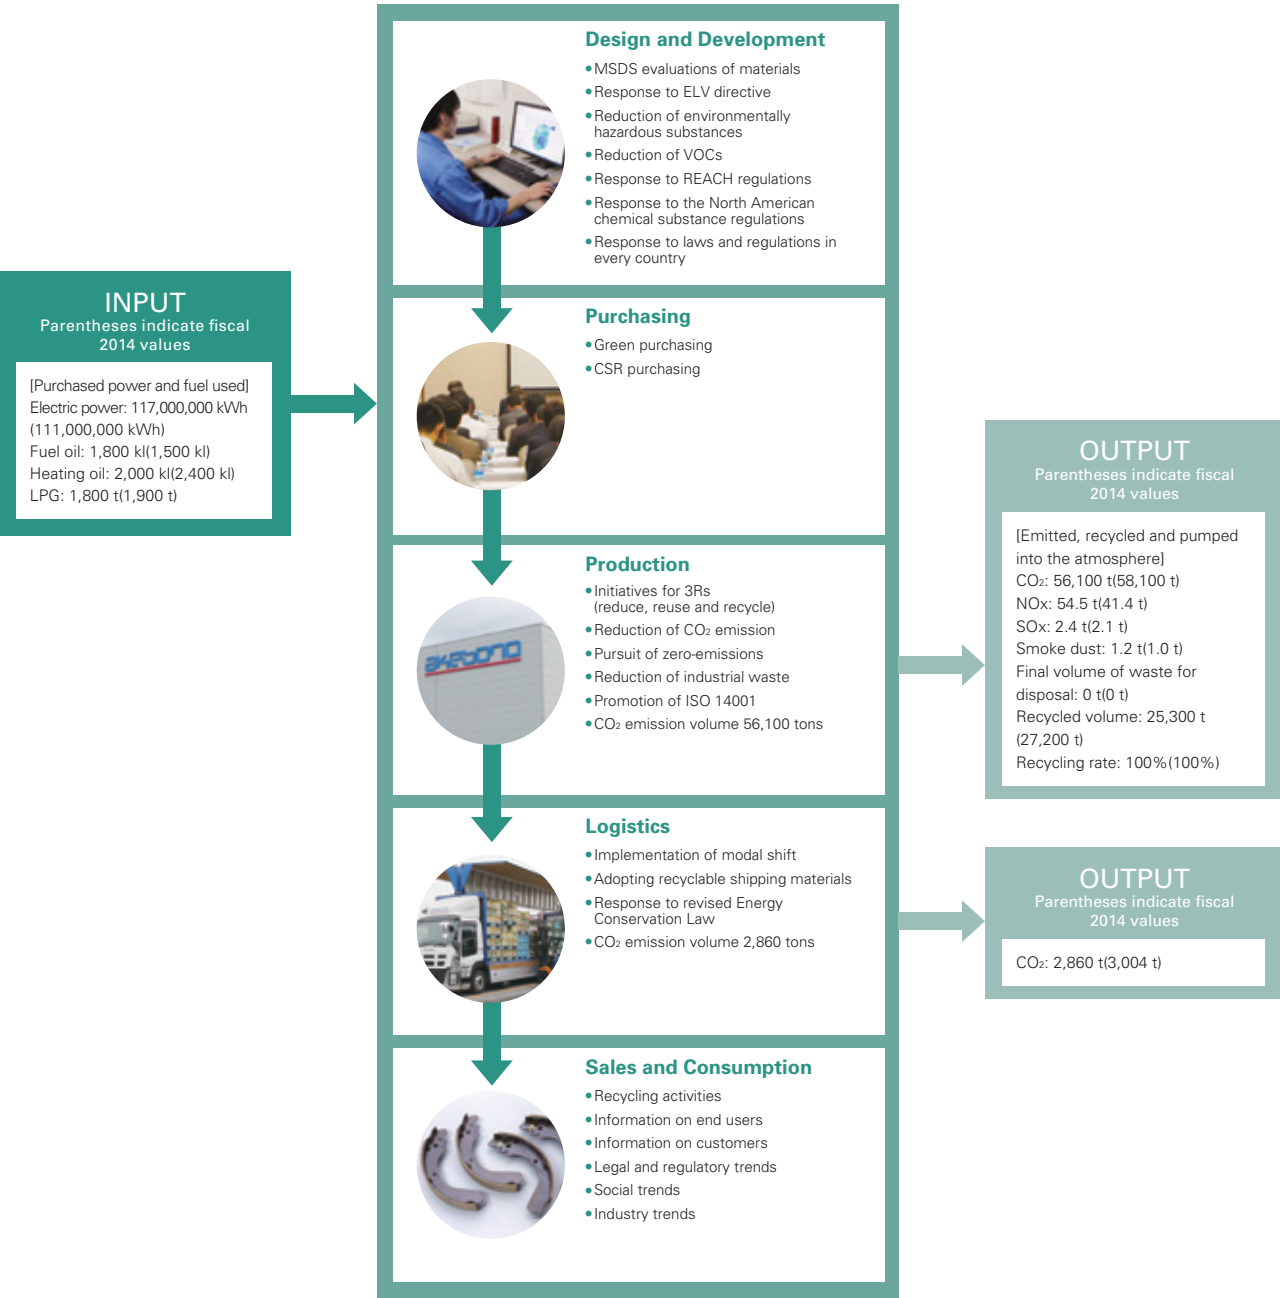 Design and Development
•MSDS evaluations of materials
•Response to ELV directive
•Reduction of environmentally
hazardous substances
•Reduction of VOCs
•Response to REACH regulations
•Response to the North American
chemical substance regulations
•Response to laws and regulations in
every country
INPUT
Parentheses indicate fiscal
2014 values
[Purchased power and fuel used]
Electric power: 117,000,000 kWh
(111,000,000 kWh)
Fuel oil: 1,800 kl(1,500 kl)
Heating oil: 2,000 kl(2,400 kl)
LPG: 1,800 t(1,900 t)
Purchasing
•Green purchasing
•CSR purchasing
Production
•Initiatives for 3Rs
(reduce, reuse and recycle)
•Reduction of CO₂ emission
•Pursuit of zero-emissions
•Reduction of industrial waste
•Promotion of ISO 14001
•CO₂ emission volume 56,100 tons
akebono
OUTPUT
Parentheses indicate fiscal
2014 values
[Emitted, recycled and pumped
into the atmosphere]
CO₂: 56,100 t(58,100 t)
NOx: 54.5 t(41.4 t)
SOx: 2.4 t(2.1 t)
Smoke dust: 1.2 t(1.0 t)
Final volume of waste for
disposal: 0 t(0 t)
Recycled volume: 25,300 t
(27,200 t)
Recycling rate: 100%(100%)
Logistics
•Implementation of modal shift
•Adopting recyclable shipping materials
•Response to revised Energy
Conservation Law
•CO₂ emission volume 2,860 tons
OUTPUT
Parentheses indicate fiscal
2014 values
CO₂: 2,860 t(3,004 t)
Sales and Consumption
•Recycling activities
•Information on end users
•Information on customers
•Legal and regulatory trends
•Social trends
•Industry trends